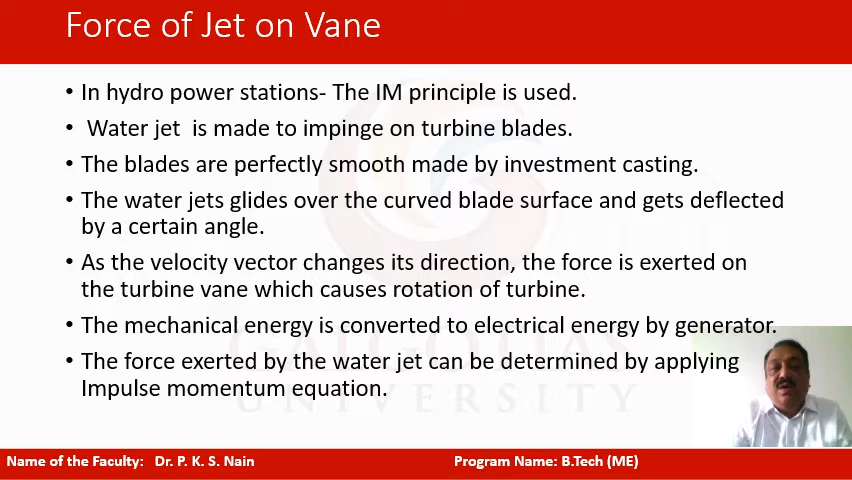 Force of Jet on Vane
• In hydro power stations- The IM principle is used.
• Water jet is made to impinge on turbine blades.
• The blades are perfectly smooth made by investment casting.
• The water jets glides over the curved blade surface and gets deflected
by a certain angle.
• As the velocity vector changes its direction, the force is exerted on
the turbine vane which causes rotation of turbine.
• The mechanical energy is converted to electrical energy by generator.
• The force exerted by the water jet can be determined by applying
Impulse momentum equation.
GALGOTIAS
UNIVERSITY
Name of the Faculty: Dr. P. K. S. Nain
Program Name: B.Tech (ME)